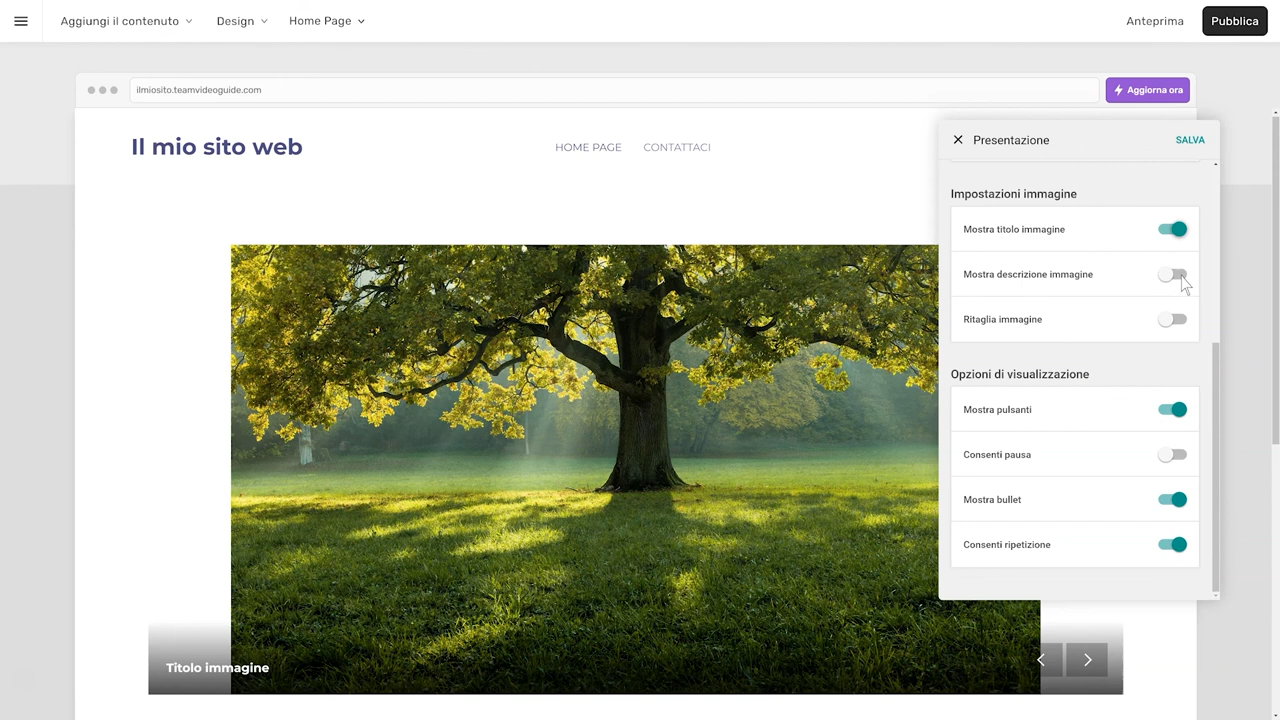 Aggiungi il contenuto
Design
Home Page
Anteprima
Pubblica
ilmiosito.teamvideoguide.com
Aggiorna ora
Il mio sito web
HOME PAGE
CONTATTACI
Presentazione
SALVA
Impostazioni immagine
Mostra titolo immagine
Mostra descrizione immagine
Ritaglia immagine
Opzioni di visualizzazione
Mostra pulsanti
Consenti pausa
Mostra bullet
Consenti ripetizione
Titolo immagine